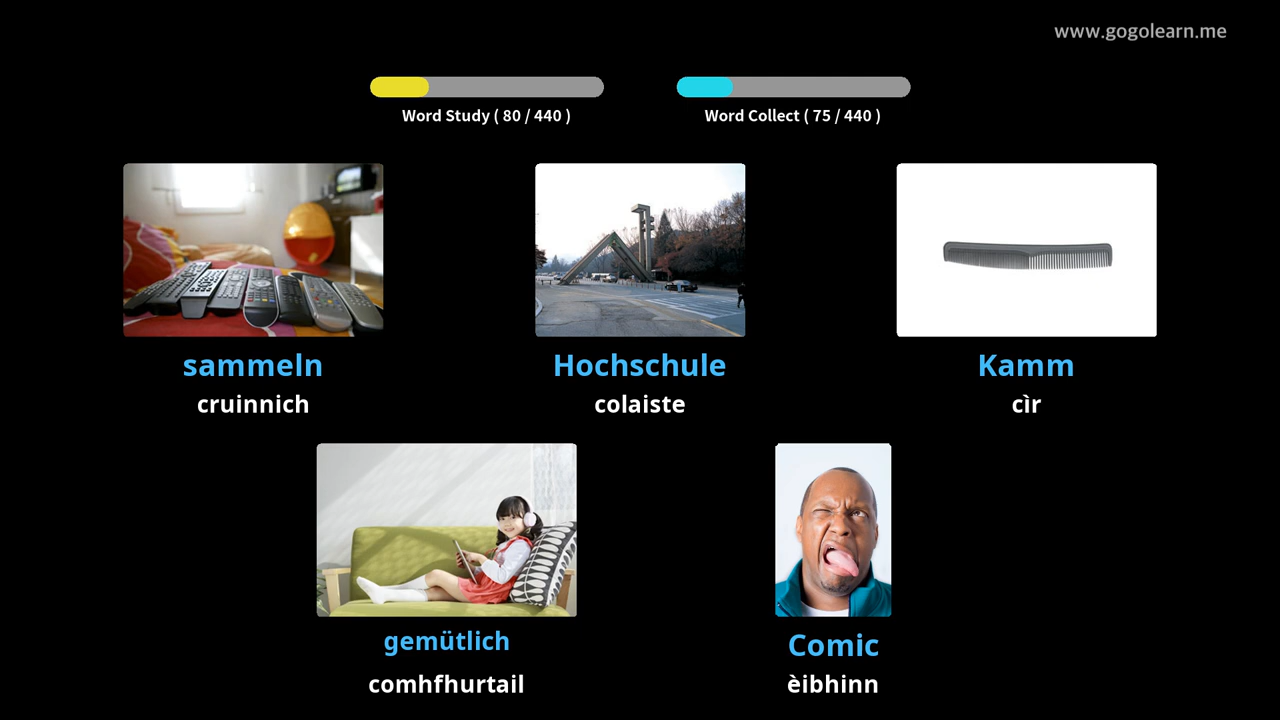 www.gogolearn.me
Word Study ( 80 / 440 )
Word Collect ( 75 / 440 )
sammeln
cruinnich
Hochschule
colaiste
Kamm
cìr
gemütlich
comhfhurtail
Comic
èibhinn